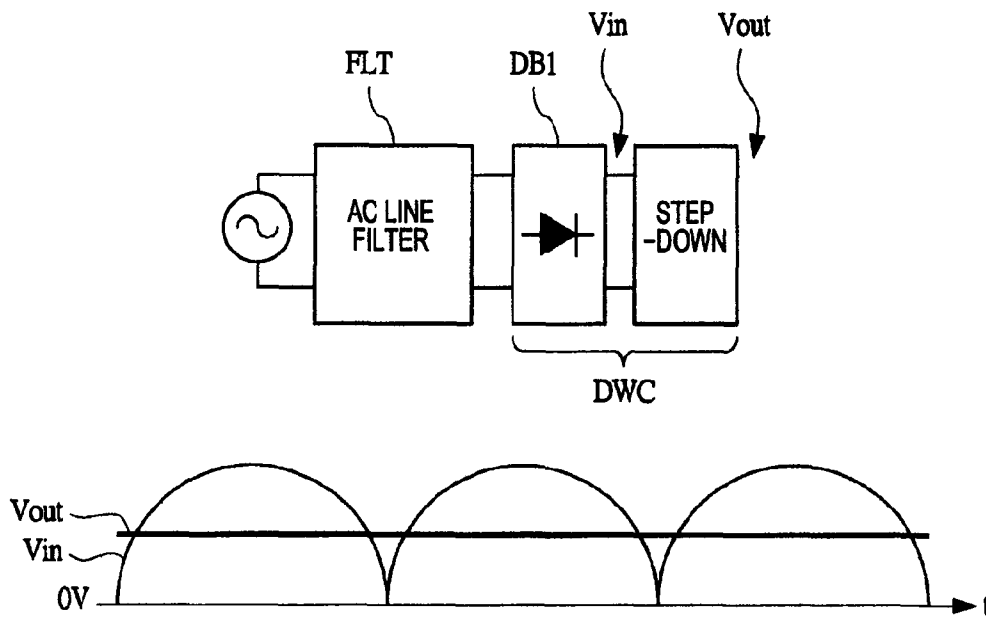 Vin
Vout
FLT
DB1
AC LINE
FILTER
STEP
-DOWN
DWC
Vout
Vin
0V
t